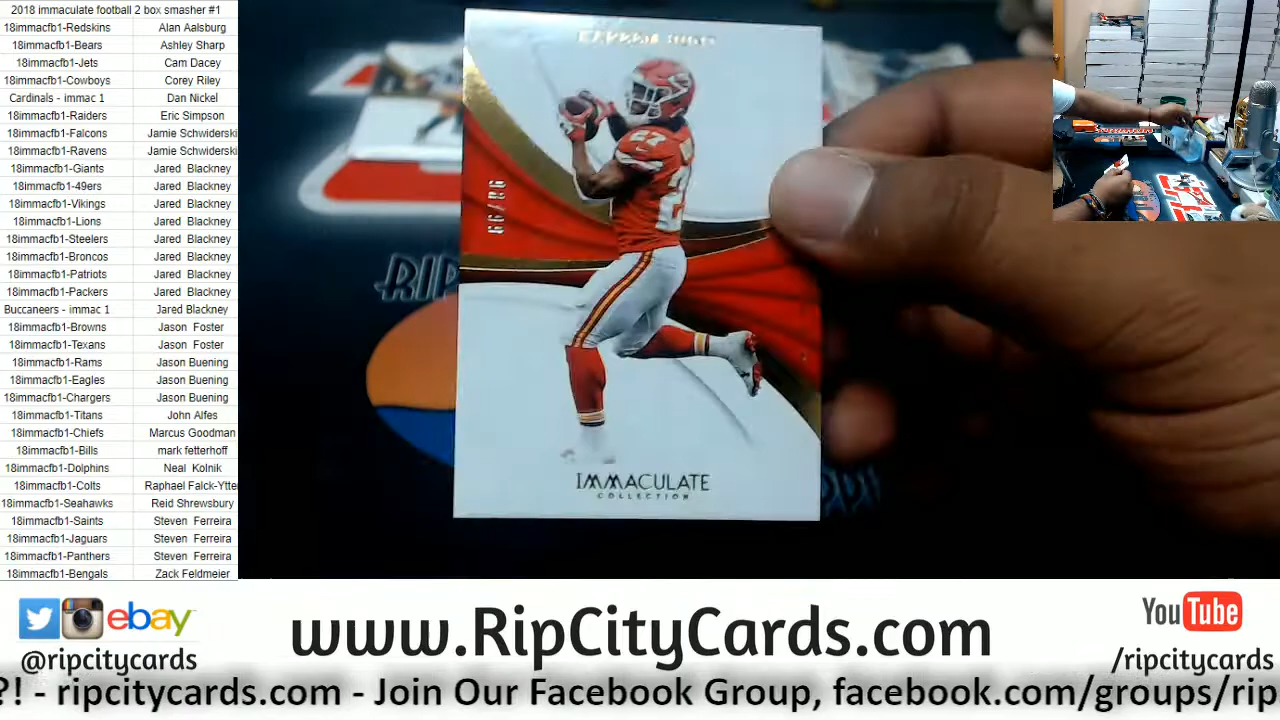 2018 immaculate football 2 box smasher #1
18immacfb1-Redskins Alan Aalsburg
18immacfb1-Bears Ashley Sharp
18immacfb1-Jets Cam Dacey
18immacfb1-Cowboys Corey Riley
Cardinals - immac 1 Dan Nickel
18immacfb1-Raiders Eric Simpson
18immacfb1-Falcons Jamie Schwiderski
18immacfb1-Ravens Jamie Schwiderski
18immacfb1-Giants Jared Blackney
18immacfb1-49ers Jared Blackney
18immacfb1-Vikings Jared Blackney
18immacfb1-Lions Jared Blackney
18immacfb1-Steelers Jared Blackney
18immacfb1-Broncos Jared Blackney
18immacfb1-Patriots Jared Blackney
18immacfb1-Packers Jared Blackney
Buccaneers - immac 1 Jared Blackney
18immacfb1-Browns Jason Foster
18immacfb1-Texans Jason Foster
18immacfb1-Rams Jason Buening
18immacfb1-Eagles Jason Buening
18immacfb1-Chargers Jason Buening
18immacfb1-Titans John Alfes
18immacfb1-Chiefs Marcus Goodman
18immacfb1-Bills mark fetterhoff
18immacfb1-Dolphins Neal Kolnik
18immacfb1-Colts Raphael Falck-Ytte
18immacfb1-Seahawks Reid Shrewsbury
18immacfb1-Saints Steven Ferreira
18immacfb1-Jaguars Steven Ferreira
18immacfb1-Panthers Steven Ferreira
18immacfb1-Bengals Zack Feldmeier
27
IMMACULATE
COLLECTION
RIP
ebay
@ripcitycards
www.RipCityCards.com
YouTube
/ripcitycards
?! - ripcitycards.com - Join Our Facebook Group, facebook.com/groups/rip